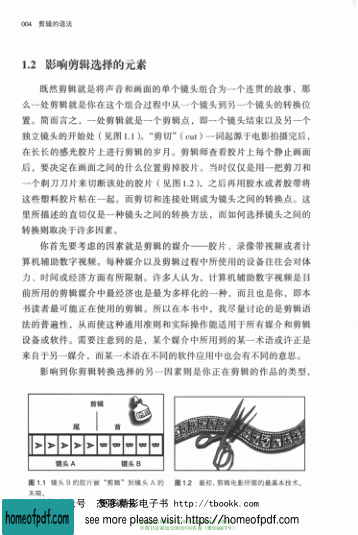 004 剪辑的语法
1.2 影响剪辑选择的元素
既然剪辑就是将声音和画面的单个镜头组合为一个连贯的故事，那
么一处剪辑就是你在这个组合过程中从一个镜头到另一个镜头的转换位
置。简而言之，一处剪辑就是一个剪辑点，即一个镜头结束以及另一个
独立镜头的开始处（见图1.1）。“剪切”（cut）一词起源于电影拍摄完后，
在长长的感光胶片上进行剪辑的岁月。剪辑师查看胶片上每个静止画面
后，要决定在画面之间的什么位置剪掉胶片。当时仅仅是用一把剪刀和
一个剃刀刀片来切断该处的胶片（见图1.2），之后再用胶水或者胶带将
这些塑料胶片粘在一起。而剪切和连接处则成为镜头之间的转换点。这
里所描述的直切仅是一种镜头之间的转换方法，而如何选择镜头之间的
转换则取决于许多因素。
你首先要考虑的因素就是剪辑的媒介——胶片、录像带视频或者计
算机辅助数字视频。每种媒介以及剪辑过程中所使用的设备往往会对体
力、时间或经济方面有所限制。许多人认为，计算机辅助数字视频是目
前所用的剪辑媒介中最经济也是最为多样化的一种，而且也是你，即本
书读者最可能正在使用的剪辑。所以在本书中，我尽量讨论的是剪辑语
法的普遍性，从而使这种通用准则和实际操作能适用于所有媒介和剪辑
设备或软件。需要注意到的是，某个媒介中所用到的某一术语或许正是
来自于另一媒介，而某一术语在不同的软件应用中也会有不同的意思。
影响到你剪辑转换选择的另一因素则是你正在剪辑的作品的类型，
剪辑
尾 首
A A A A A B B B B B
镜头 A 镜头 B
图 1.1 镜头 B 的胶片被“剪辑”到镜头 A 的
末端。
图 1.2 最初，剪辑电影所需的最基本技术。
电子书 http://tbookk.com
homeofpdf.com
see more please visit: https://homeofpdf.com